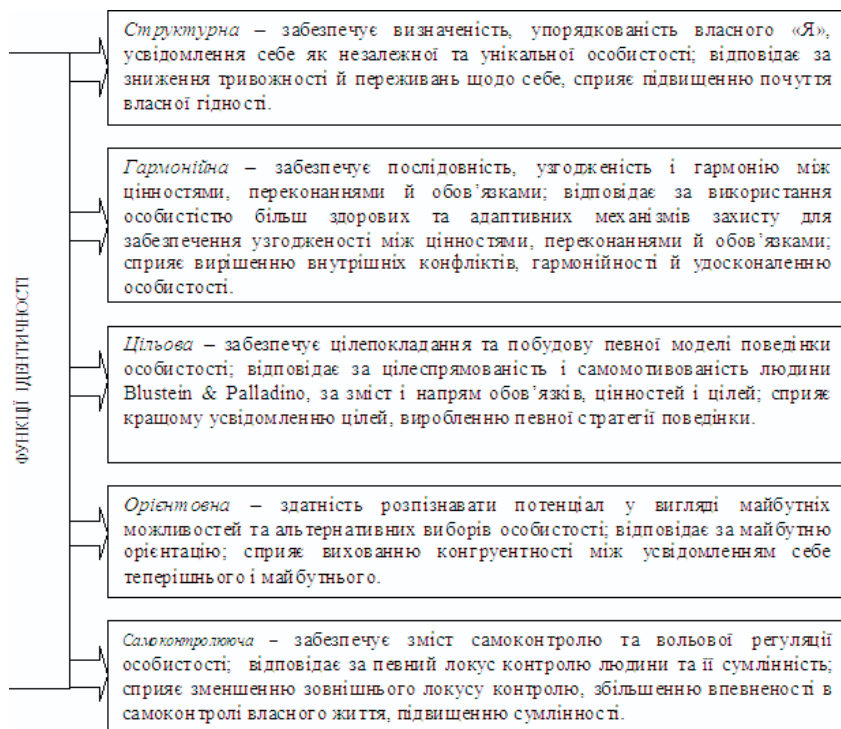 ФУНКЦІЇ ІДЕНТИЧНОСТІ
Структурна – забезпечує визначеність, упорядкованість власного «Я»,
усвідомлення себе як незалежної та унікальної особистості; відповідає за
зниження тривожності й переживань щодо себе, сприяє підвищенню почуття
власної гідності.
Гармонійна – забезпечує послідовність, узгодженість і гармонію між
цінностями, переконаннями й обов’язками; відповідає за використання
особистістю більш здорових та адаптивних механізмів захисту для
забезпечення узгодженості між цінностями, переконаннями й обов’язками;
сприяє вирішенню внутрішніх конфліктів, гармонійності й удосконаленню
особистості.
Цільова – забезпечує цілепокладання та побудову певної моделі поведінки
особистості; відповідає за цілеспрямованість і самомотивованість людини
Blustein & Palladino, за зміст і напрям обов’язків, цінностей і цілей; сприяє
кращому усвідомленню цілей, виробленню певної стратегії поведінки.
Орієнтовна – здатність розпізнавати потенціал у вигляді майбутніх
можливостей та альтернативних виборів особистості; відповідає за майбутню
орієнтацію; сприяє вихованню конгруентності між усвідомленням себе
теперішнього і майбутнього.
Самоконтролююча – забезпечує зміст самоконтролю та вольової регуляції
особистості; відповідає за певний локус контролю людини та її сумлінність;
сприяє зменшенню зовнішнього локусу контролю, збільшенню впевненості в
самоконтролі власного життя, підвищенню сумлінності.